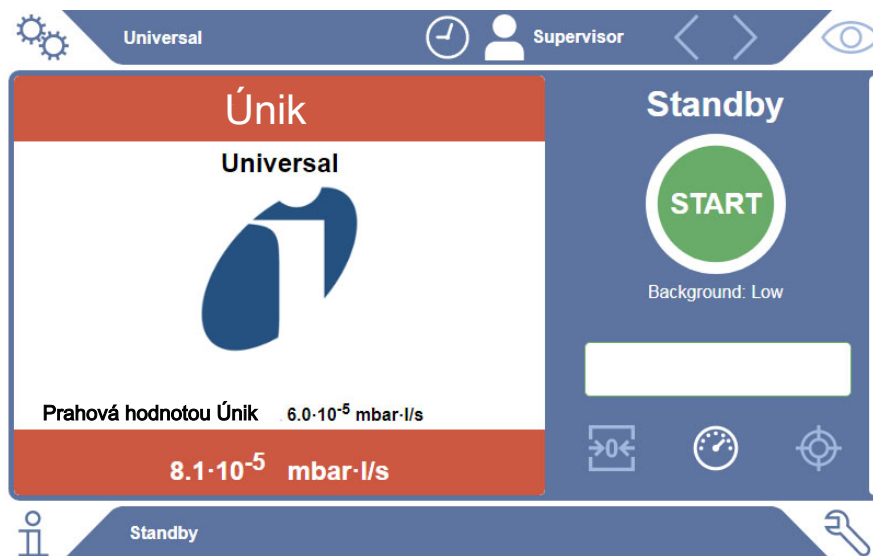 Universal
Supervisor
Únik
Universal
Prahová hodnotou Únik 6.0·10⁻⁵ mbar·l/s
8.1·10⁻⁵ mbar·l/s
Standby
START
Background: Low
→0←
Standby